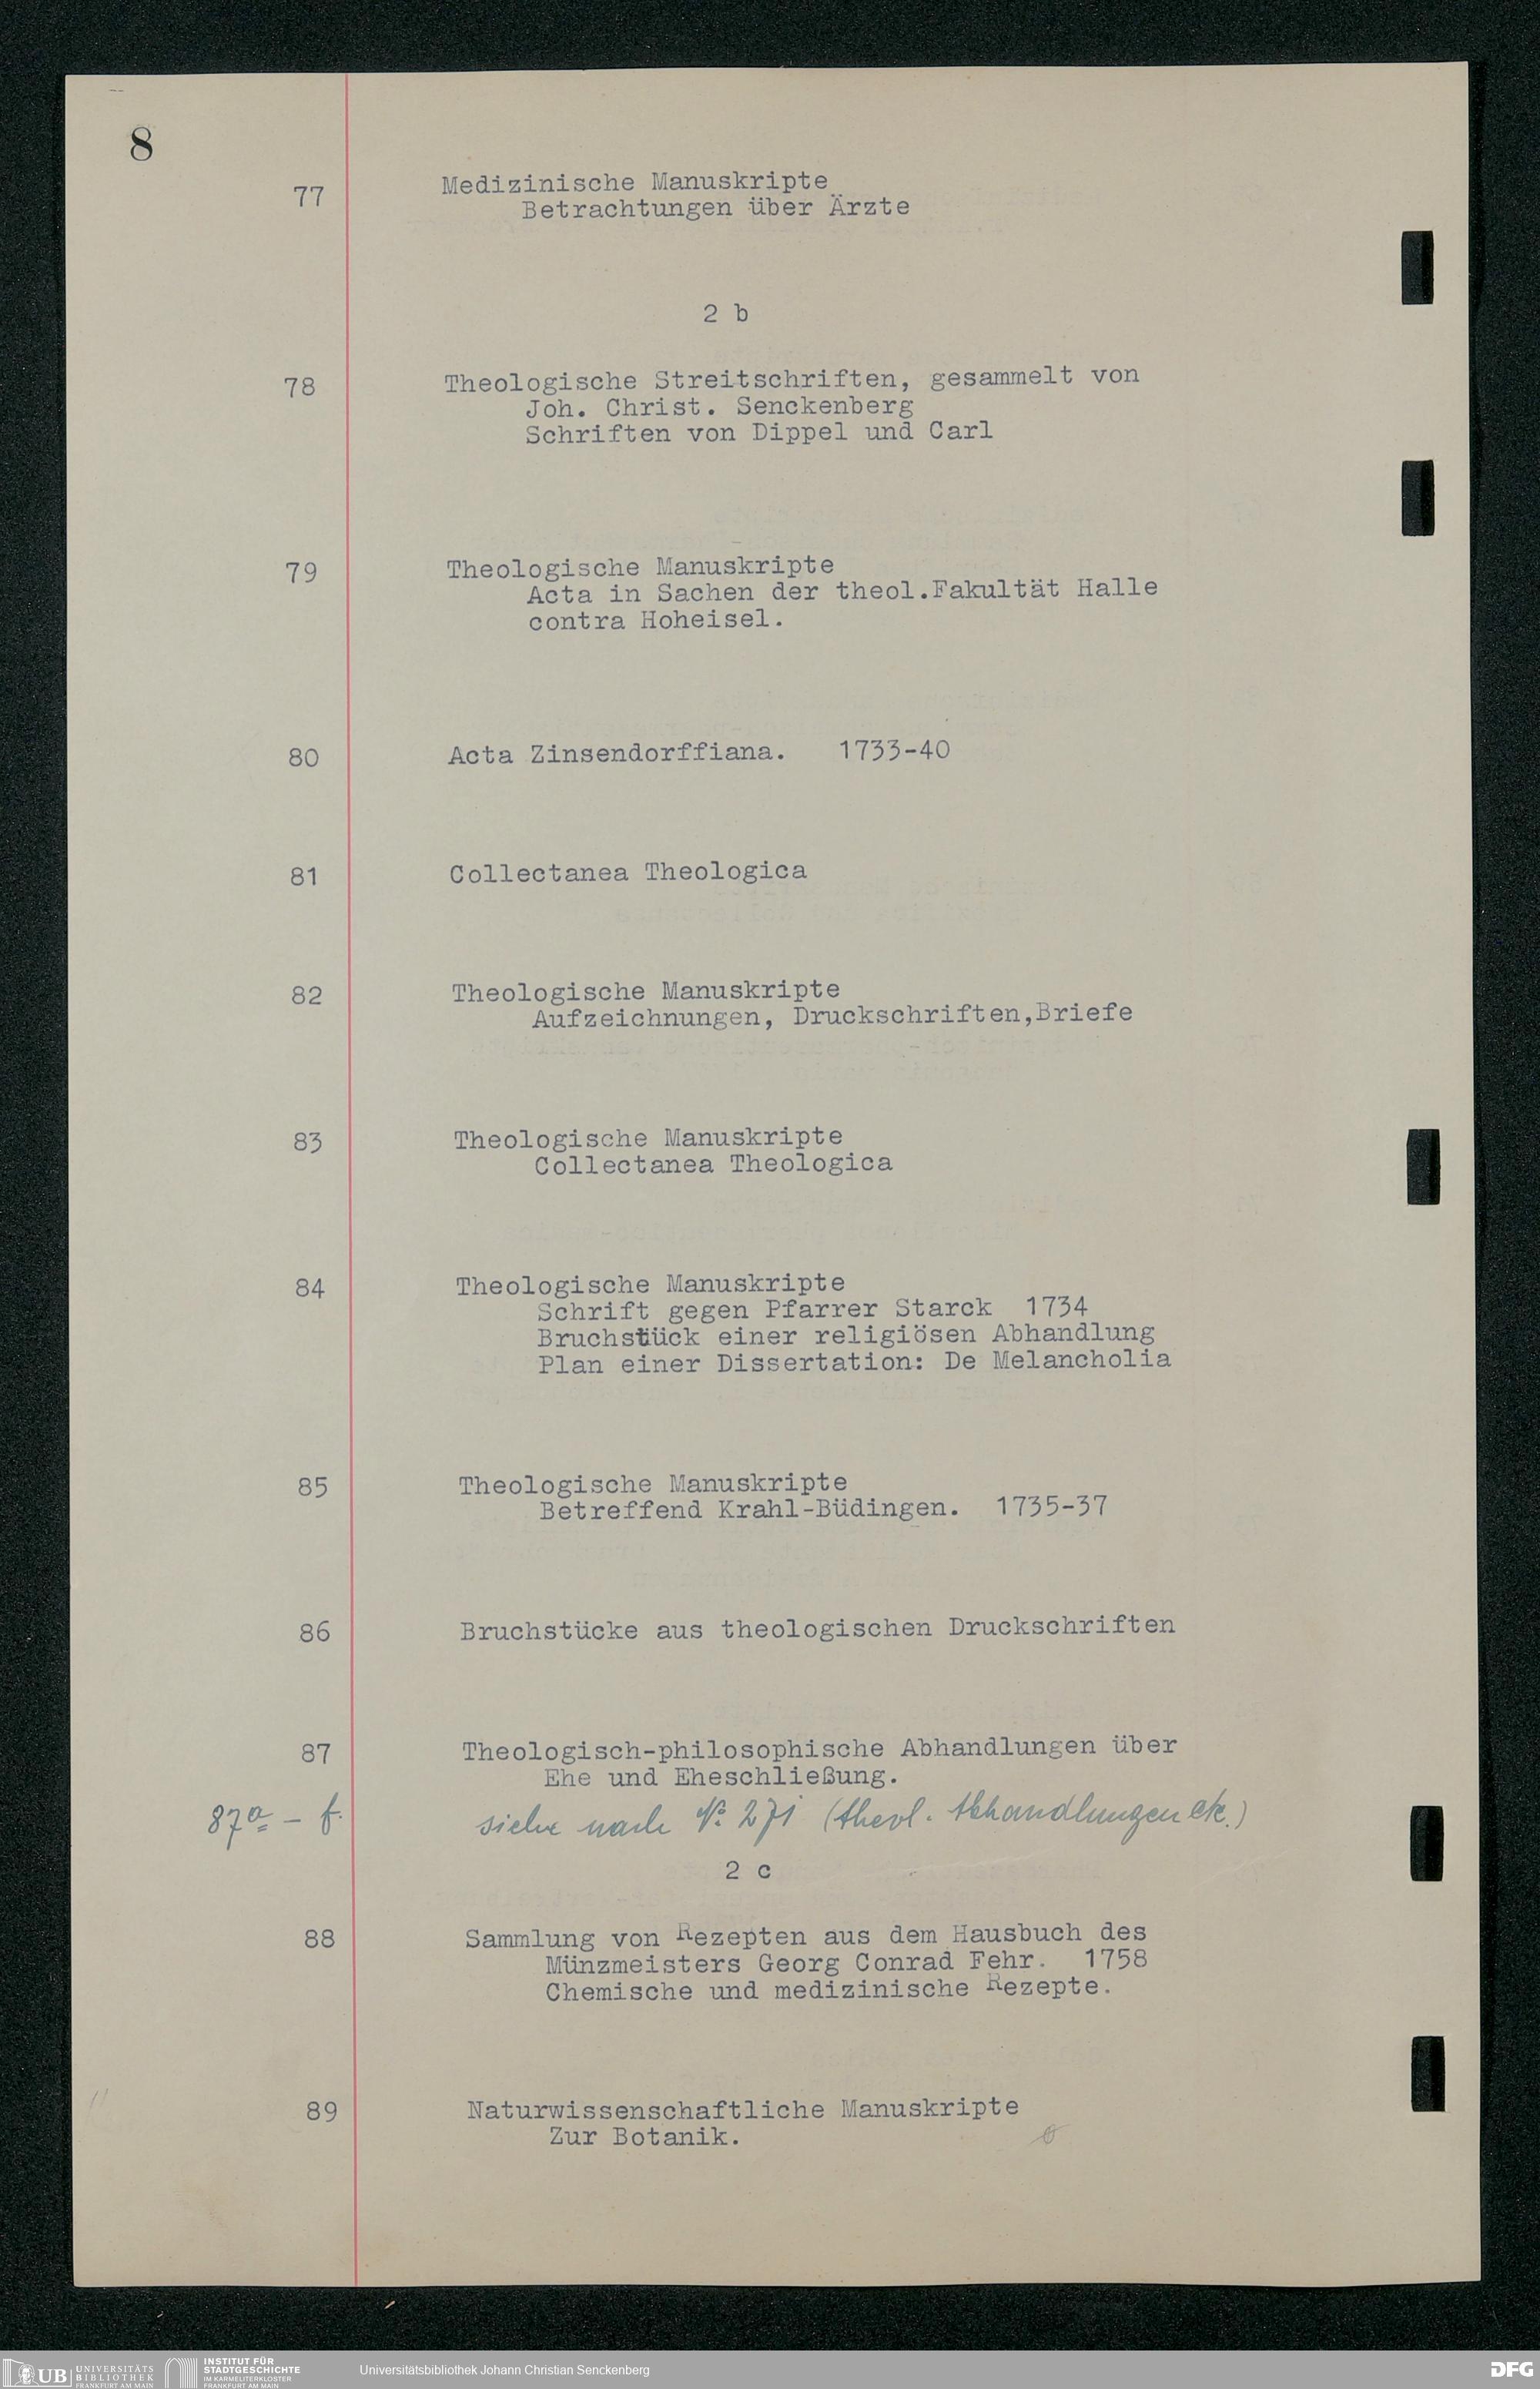 8
77 Medizinische Manuskripte
Betrachtungen über Ärzte
2 b
78 Theologische Streitschriften, gesammelt von
Joh. Christ. Senckenberg
Schriften von Dippel und Carl
79 Theologische Manuskripte
Acta in Sachen der theol.Fakultät Halle
contra Hoheisel.
80 Acta Zinsendorffiana. 1733-40
81 Collectanea Theologica
82 Theologische Manuskripte
Aufzeichnungen, Druckschriften,Briefe
83 Theologische Manuskripte
Collectanea Theologica
84 Theologische Manuskripte
Schrift gegen Pfarrer Starck 1734
Bruchstück einer religiösen Abhandlung
Plan einer Dissertation: De Melancholia
85 Theologische Manuskripte
Betreffend Krahl-Büdingen. 1735-37
86 Bruchstücke aus theologischen Druckschriften
87 Theologisch-philosophische Abhandlungen über
Ehe und Eheschließung.
87a - f. siehe nach No 271 (theol. Abhandlungen etc.)
2 c
88 Sammlung von Rezepten aus dem Hausbuch des
Münzmeisters Georg Conrad Fehr. 1758
Chemische und medizinische Rezepte.
89 Naturwissenschaftliche Manuskripte
Zur Botanik.
UB UNIVERSITÄTS
BIBLIOTHEK
FRANKFURT AM MAIN
INSTITUT FÜR
STADTGESCHICHTE
IM KARMELITERKLOSTER
FRANKFURT AM MAIN
Universitätsbibliothek Johann Christian Senckenberg
DFG